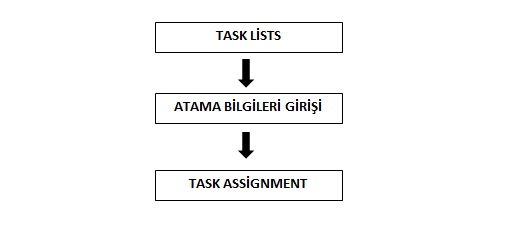 TASK LİSTS
ATAMA BİLGİLERİ GİRİŞİ
TASK ASSİGNMENT